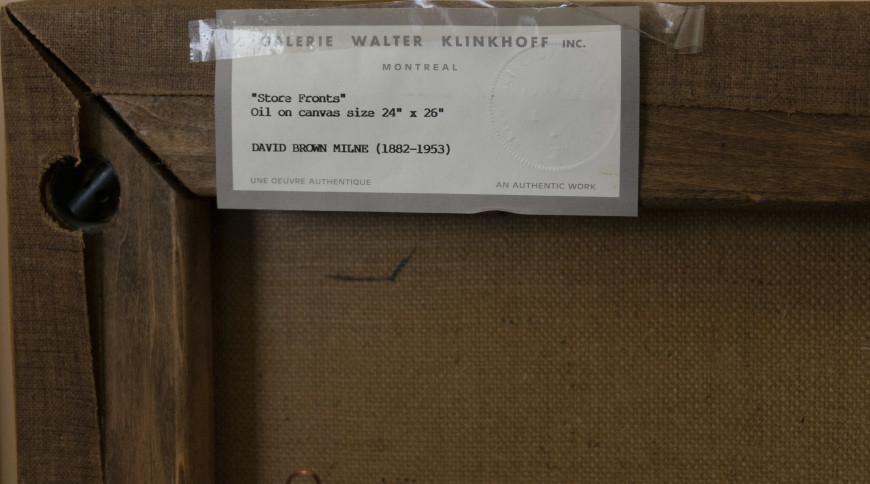 GALERIE WALTER KLINKHOFF INC.
MONTREAL
"Store Fronts"
Oil on canvas size 24" x 26"
DAVID BROWN MILNE (1882-1953)
UNE OEUVRE AUTHENTIQUE
AN AUTHENTIC WORK